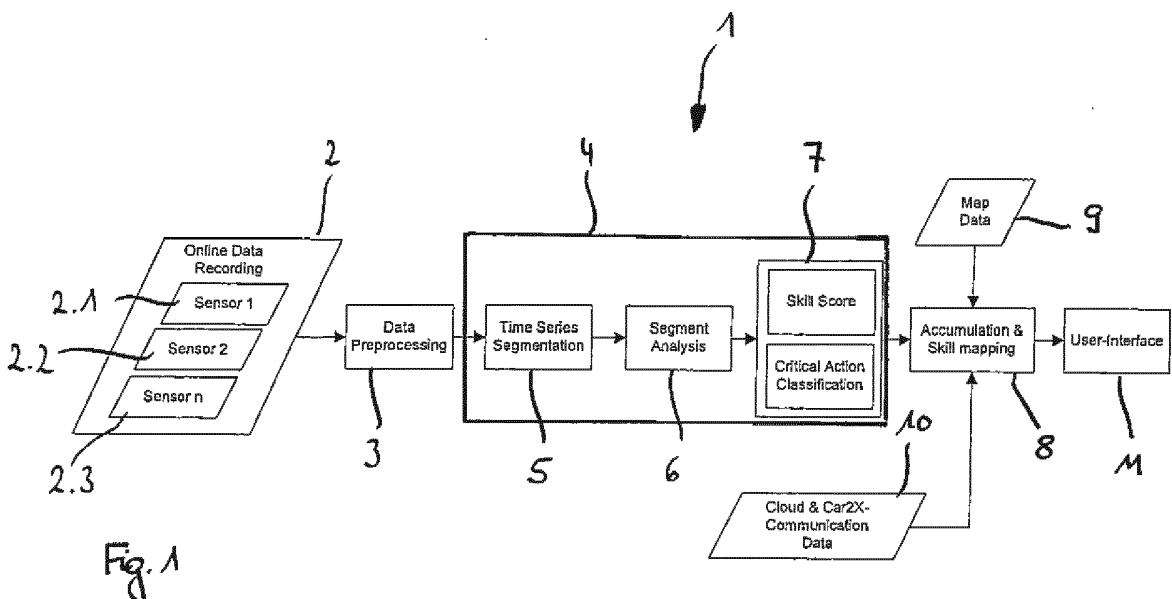 1
2
4
7
Map
Data
9
Online Data
Recording
2.1
Sensor 1
2.2
Sensor 2
Sensor n
2.3
Data
Preprocessing
3
Time Series
Segmentation
5
Segment
Analysis
6
Skill Score
Critical Action
Classification
Accumulation &
Skill mapping
8
User-Interface
11
10
Cloud & Car2X-
Communication
Data
Fig. 1